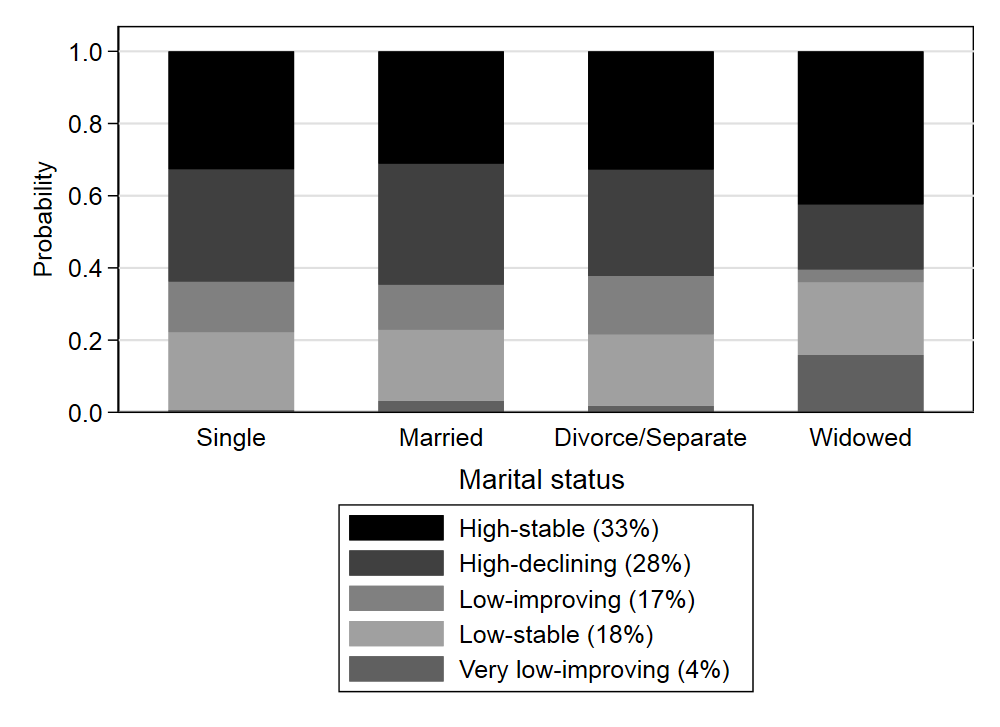 Probability
1.0
0.8
0.6
0.4
0.2
0.0
Single Married Divorce/Separate Widowed
Marital status
High-stable (33%)
High-declining (28%)
Low-improving (17%)
Low-stable (18%)
Very low-improving (4%)